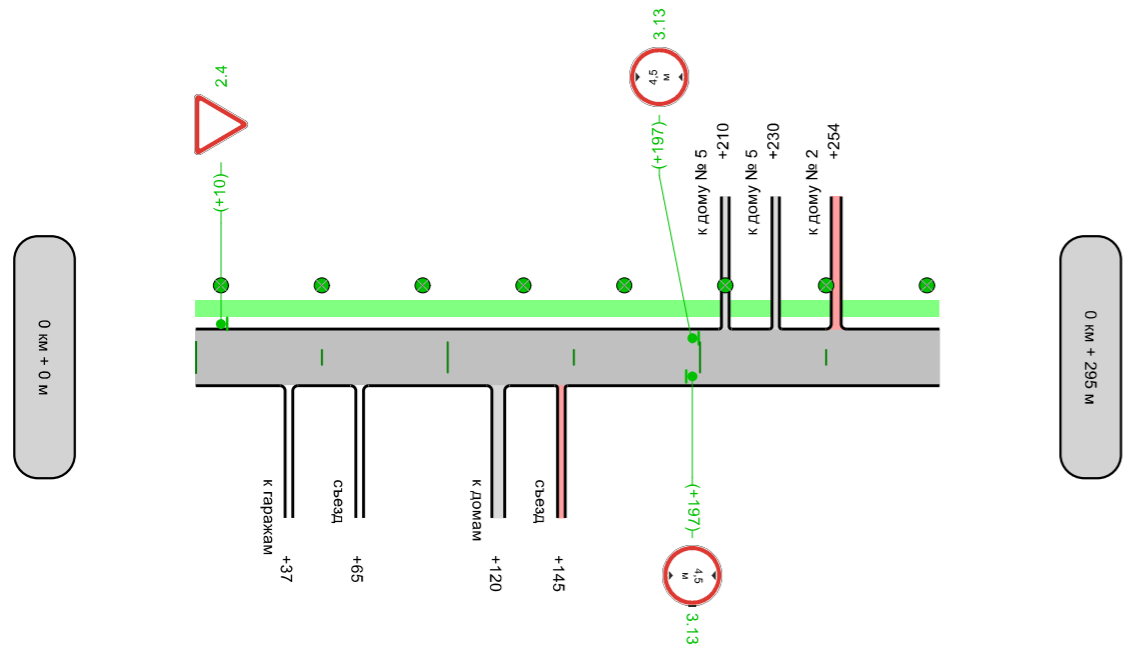 3.13
4,5
м
2.4
(+197)
(+10)
к дому № 5
+210
к дому № 5
+230
к дому № 2
+254
0 км + 0 м
0 км + 295 м
к гаражам
+37
съезд
+65
к домам
+120
съезд
+145
(+197)
4,5
м
3.13